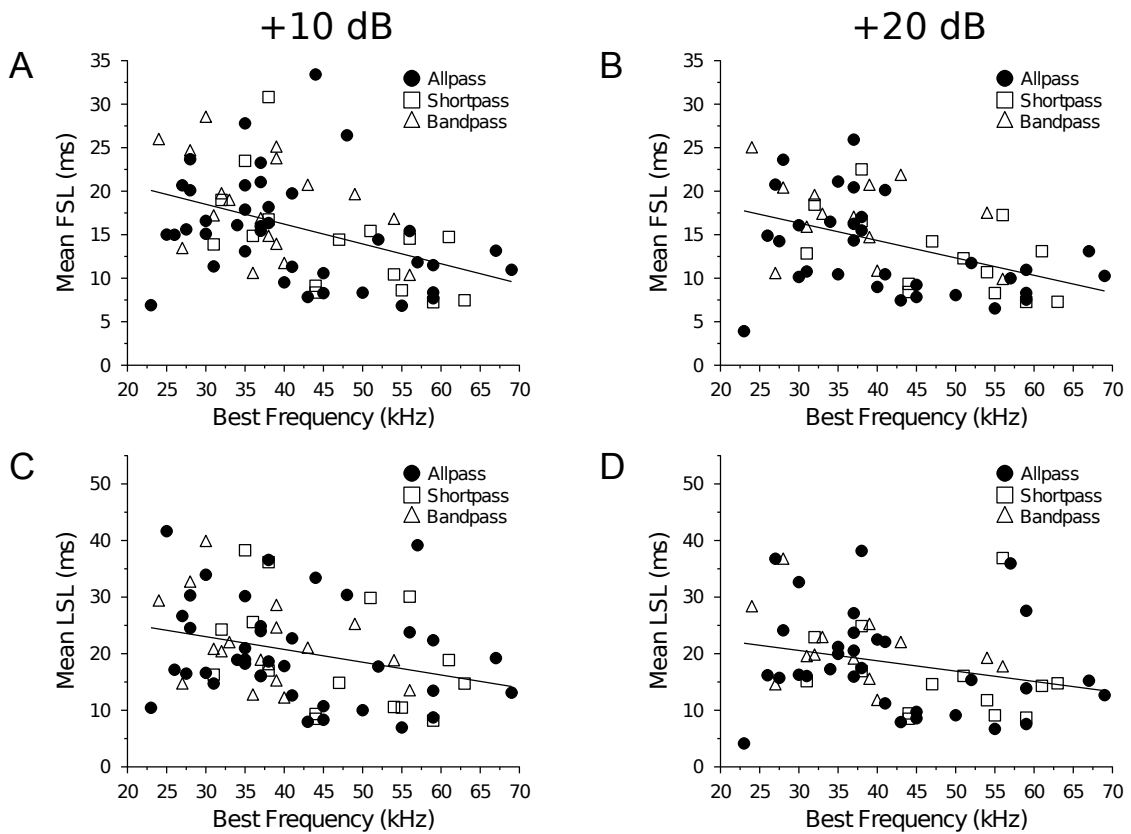 +10 dB
+20 dB
A
35
30
25
20
15
10
5
0
Mean FSL (ms)
Allpass
Shortpass
Bandpass
20 25 30 35 40 45 50 55 60 65 70
Best Frequency (kHz)
B
35
30
25
20
15
10
5
0
Mean FSL (ms)
Allpass
Shortpass
Bandpass
20 25 30 35 40 45 50 55 60 65 70
Best Frequency (kHz)
C
50
40
30
20
10
0
Mean LSL (ms)
Allpass
Shortpass
Bandpass
20 25 30 35 40 45 50 55 60 65 70
Best Frequency (kHz)
D
50
40
30
20
10
0
Mean LSL (ms)
Allpass
Shortpass
Bandpass
20 25 30 35 40 45 50 55 60 65 70
Best Frequency (kHz)